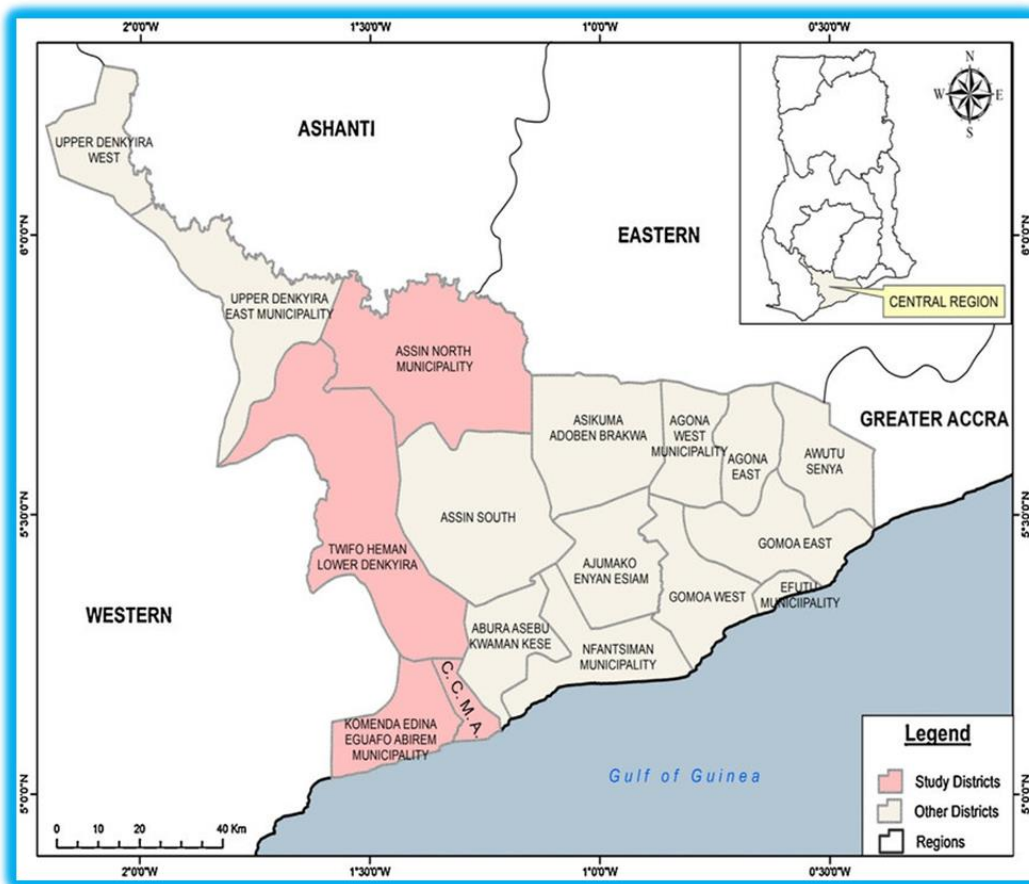 2°0'0"W
1°30'0"W
1°0'0"W
0°30'0"W
N
W
E
S
UPPER DENKYIRA
WEST
ASHANTI
6°0'0"N
6°0'0"N
EASTERN
CENTRAL REGION
UPPER DENKYIRA
EAST MUNICIPALITY
ASSIN NORTH
MUNICIPALITY
GREATER ACCRA
ASIKUMA
ADOBEN BRAKWA
AGONA
WEST
MUNICIPALITY
AGONA
EAST
AWUTU
SENYA
5°30'0"N
5°30'0"N
ASSIN SOUTH
GOMOA EAST
TWIFO HEMAN
LOWER DENKYIRA
AJUMAKO
ENYAN ESIAM
GOMOA WEST
EFUTU
MUNICIIPALITY
WESTERN
ABURA ASEBU
KWAMAN KESE
NFANTSIMAN
MUNICIPALITY
C. C. M. A.
KOMENDA EDINA
EGUAFO ABIREM
MUNICIPALITY
Gulf of Guinea
Legend
Study Districts
Other Districts
Regions
5°0'0"N
5°0'0"N
0 10 20 40 Km
2°0'0"W
1°30'0"W
1°0'0"W
0°30'0"W